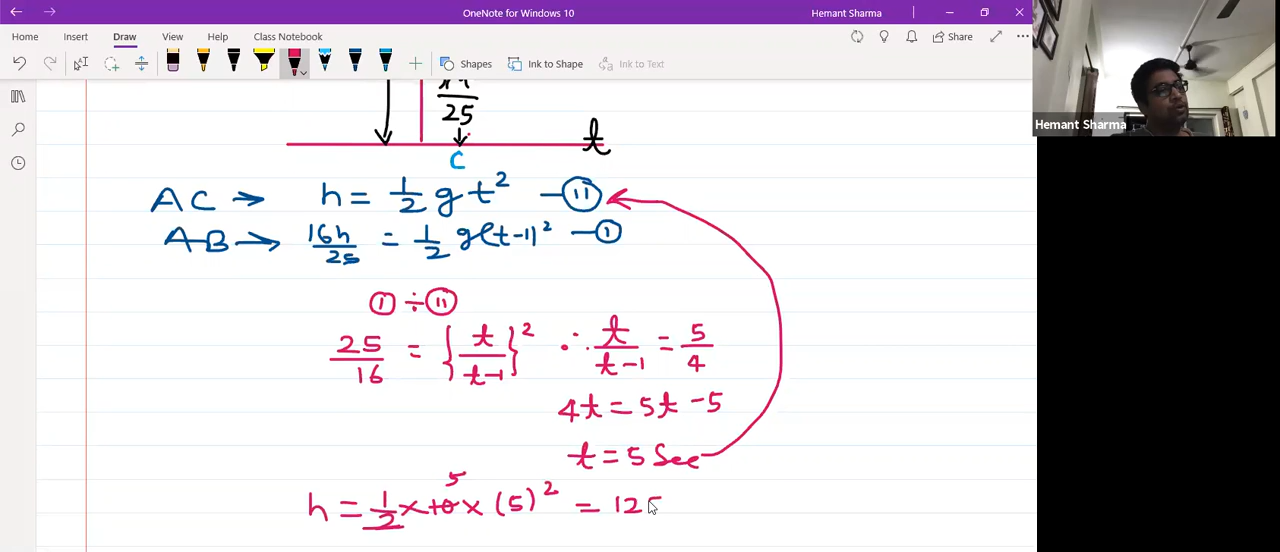 OneNote for Windows 10
Hemant Sharma
Home Insert Draw View Help Class Notebook
Share
Shapes Ink to Shape Ink to Text
Hemant Sharma
25
t
C
AC → h = 1/2 g t² - (II)
AB → 16h/25 = 1/2 g(t-1)² - (I)
(I) ÷ (II)
25/16 = {t/(t-1)}² ∴ t/(t-1) = 5/4
4t = 5t - 5
t = 5 Sec
5
h = 1/2 × 10 × (5)² = 125